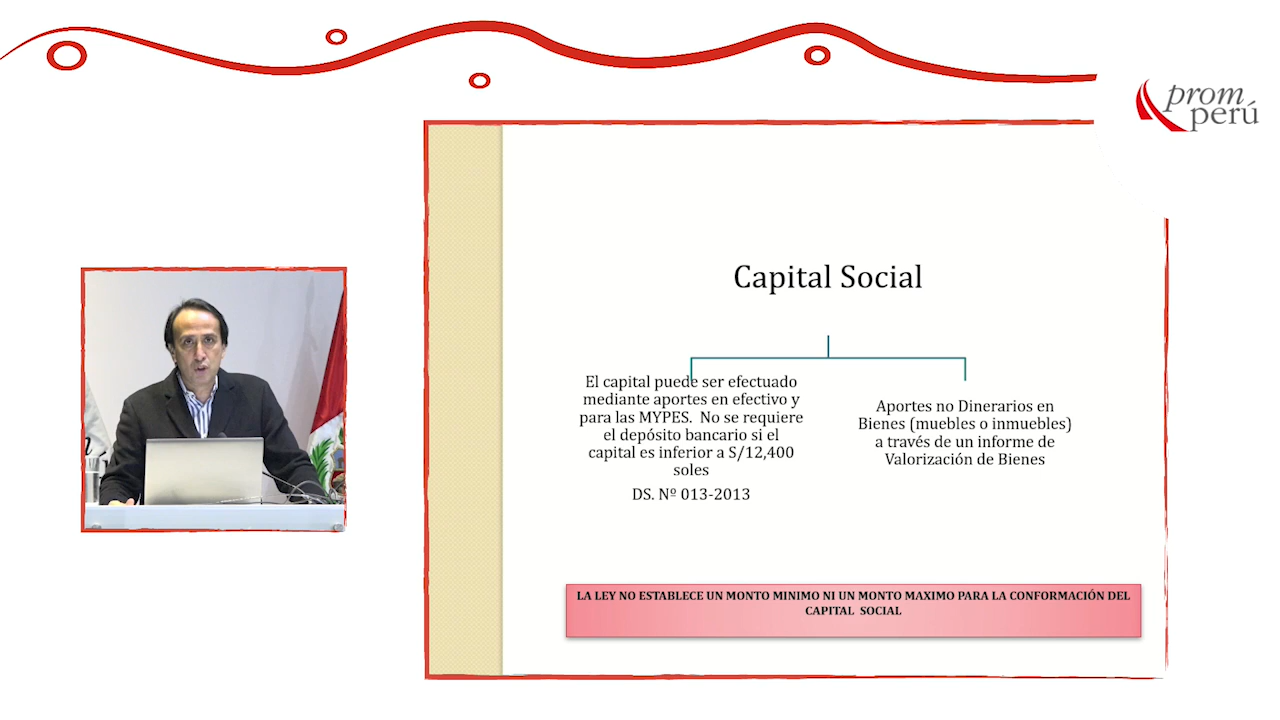 prom
perú
Capital Social
El capital puede ser efectuado
mediante aportes en efectivo y
para las MYPES. No se requiere
el depósito bancario si el
capital es inferior a S/12,400
soles
DS. Nº 013-2013
Aportes no Dinerarios en
Bienes (muebles o inmuebles)
a través de un informe de
Valorización de Bienes
LA LEY NO ESTABLECE UN MONTO MINIMO NI UN MONTO MAXIMO PARA LA CONFORMACIÓN DEL
CAPITAL SOCIAL